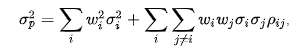 σ_p^2 = ∑_i w_i^2 σ_i^2 + ∑_i ∑_{j≠i} w_i w_j σ_i σ_j ρ_{ij},